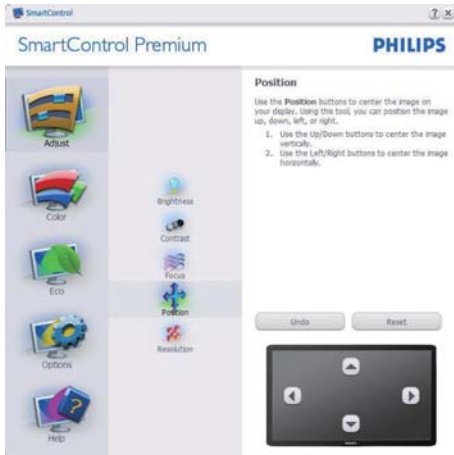 SmartControl
SmartControl Premium
PHILIPS
Adjust
Color
Eco
Options
Help
Brightness
Contrast
Focus
Position
Resolution
Position
Use the Position buttons to center the image on
your display. Using the tool, you can position the image
up, down, left, or right.
1. Use the Up/Down buttons to center the image
vertically.
2. Use the Left/Right buttons to center the image
horizontally.
Undo
Reset